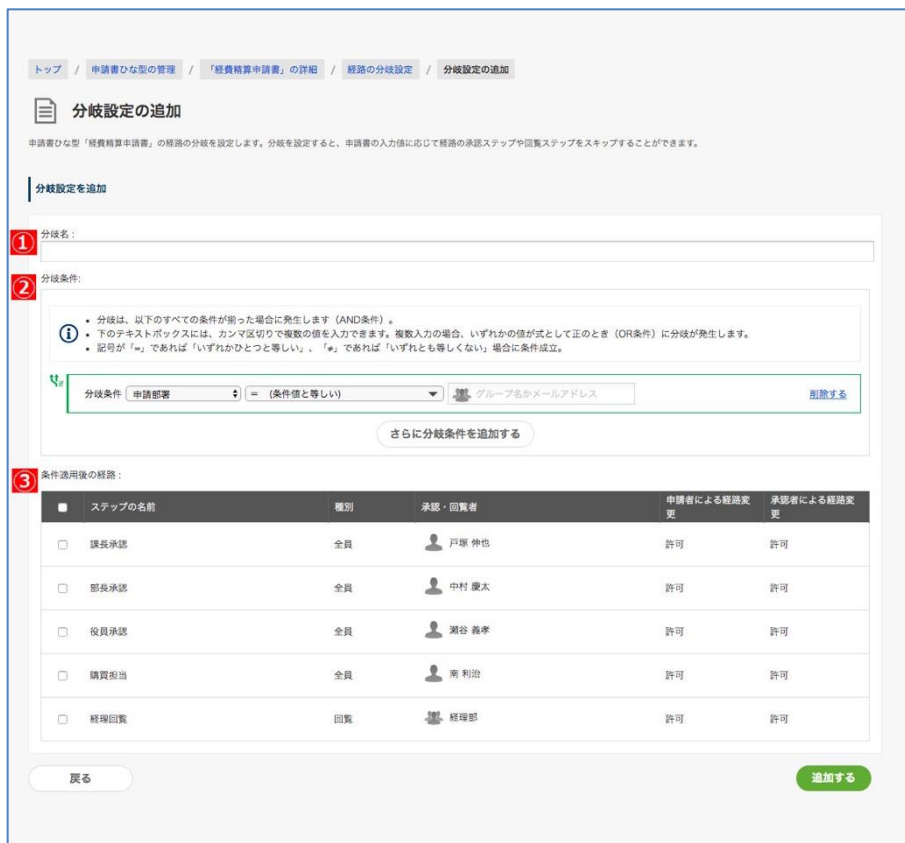 トップ / 申請書ひな型の管理 / 「経費精算申請書」の詳細 / 経路の分岐設定 / 分岐設定の追加
分岐設定の追加
申請書ひな型「経費精算申請書」の経路の分岐を設定します。分岐を設定すると、申請書の入力値に応じて経路の承認ステップや回覧ステップをスキップすることができます。
分岐設定を追加
① 分岐名 :
② 分岐条件:
• 分岐は、以下のすべての条件が揃った場合に発生します（AND条件）。
• 下のテキストボックスには、カンマ区切りで複数の値を入力できます。複数入力の場合、いずれかの値が式として正のとき（OR条件）に分岐が発生します。
• 記号が「=」であれば「いずれかひとつと等しい」、「≠」であれば「いずれとも等しくない」場合に条件成立。
分岐条件 申請部署 = (条件値と等しい) グループ名かメールアドレス 削除する
さらに分岐条件を追加する
③ 条件適用後の経路 :
ステップの名前 種別 承認・回覧者 申請者による経路変更 承認者による経路変更
課長承認 全員 戸塚 伸也 許可 許可
部長承認 全員 中村 慶太 許可 許可
役員承認 全員 瀬谷 義孝 許可 許可
購買担当 全員 南 利治 許可 許可
経理回覧 回覧 経理部 許可 許可
戻る 追加する